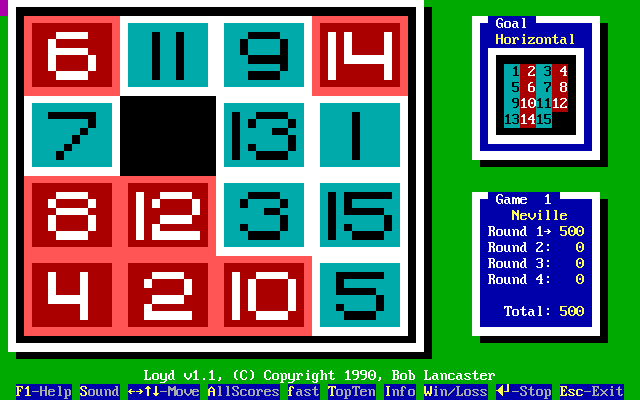 6 11 9 14
7 13 1
8 12 3 15
4 2 10 5
Goal
Horizontal
1 2 3 4
5 6 7 8
9 10 11 12
13 14 15
Game 1
Neville
Round 1→ 500
Round 2: 0
Round 3: 0
Round 4: 0
Total: 500
Loyd v1.1, (C) Copyright 1990, Bob Lancaster
F1-Help Sound ↔↑↓-Move AllScores fast TopTen Info Win/Loss ↵-Stop Esc-Exit